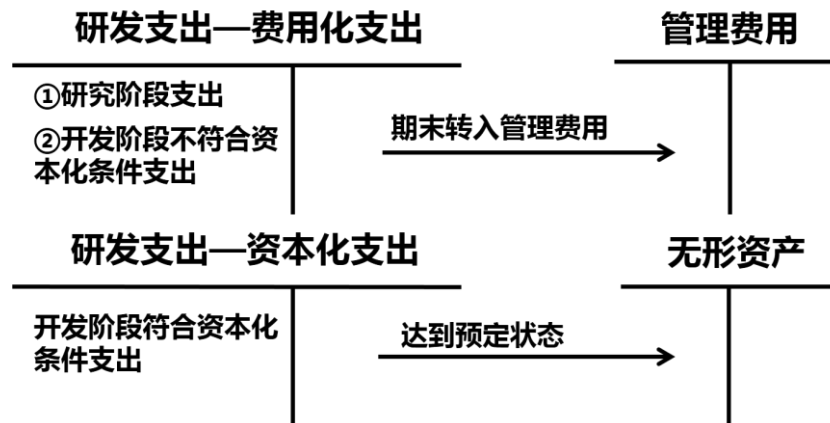 研发支出—费用化支出
管理费用
①研究阶段支出
②开发阶段不符合资
本化条件支出
期末转入管理费用
研发支出—资本化支出
无形资产
开发阶段符合资本化
条件支出
达到预定状态